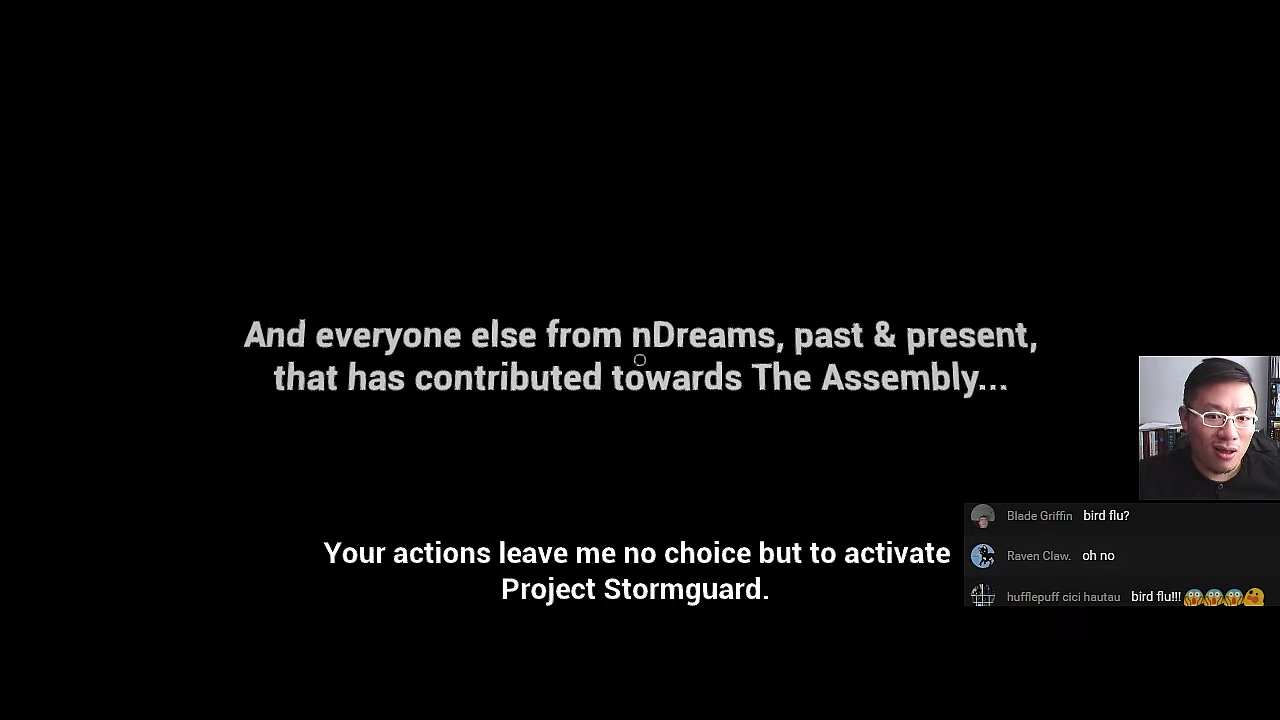 And everyone else from nDreams, past & present,
that has contributed towards The Assembly...
Your actions leave me no choice but to activate
Project Stormguard.
Blade Griffin bird flu?
Raven Claw. oh no
hufflepuff cici hautau bird flu!!! 😱😱😱😲